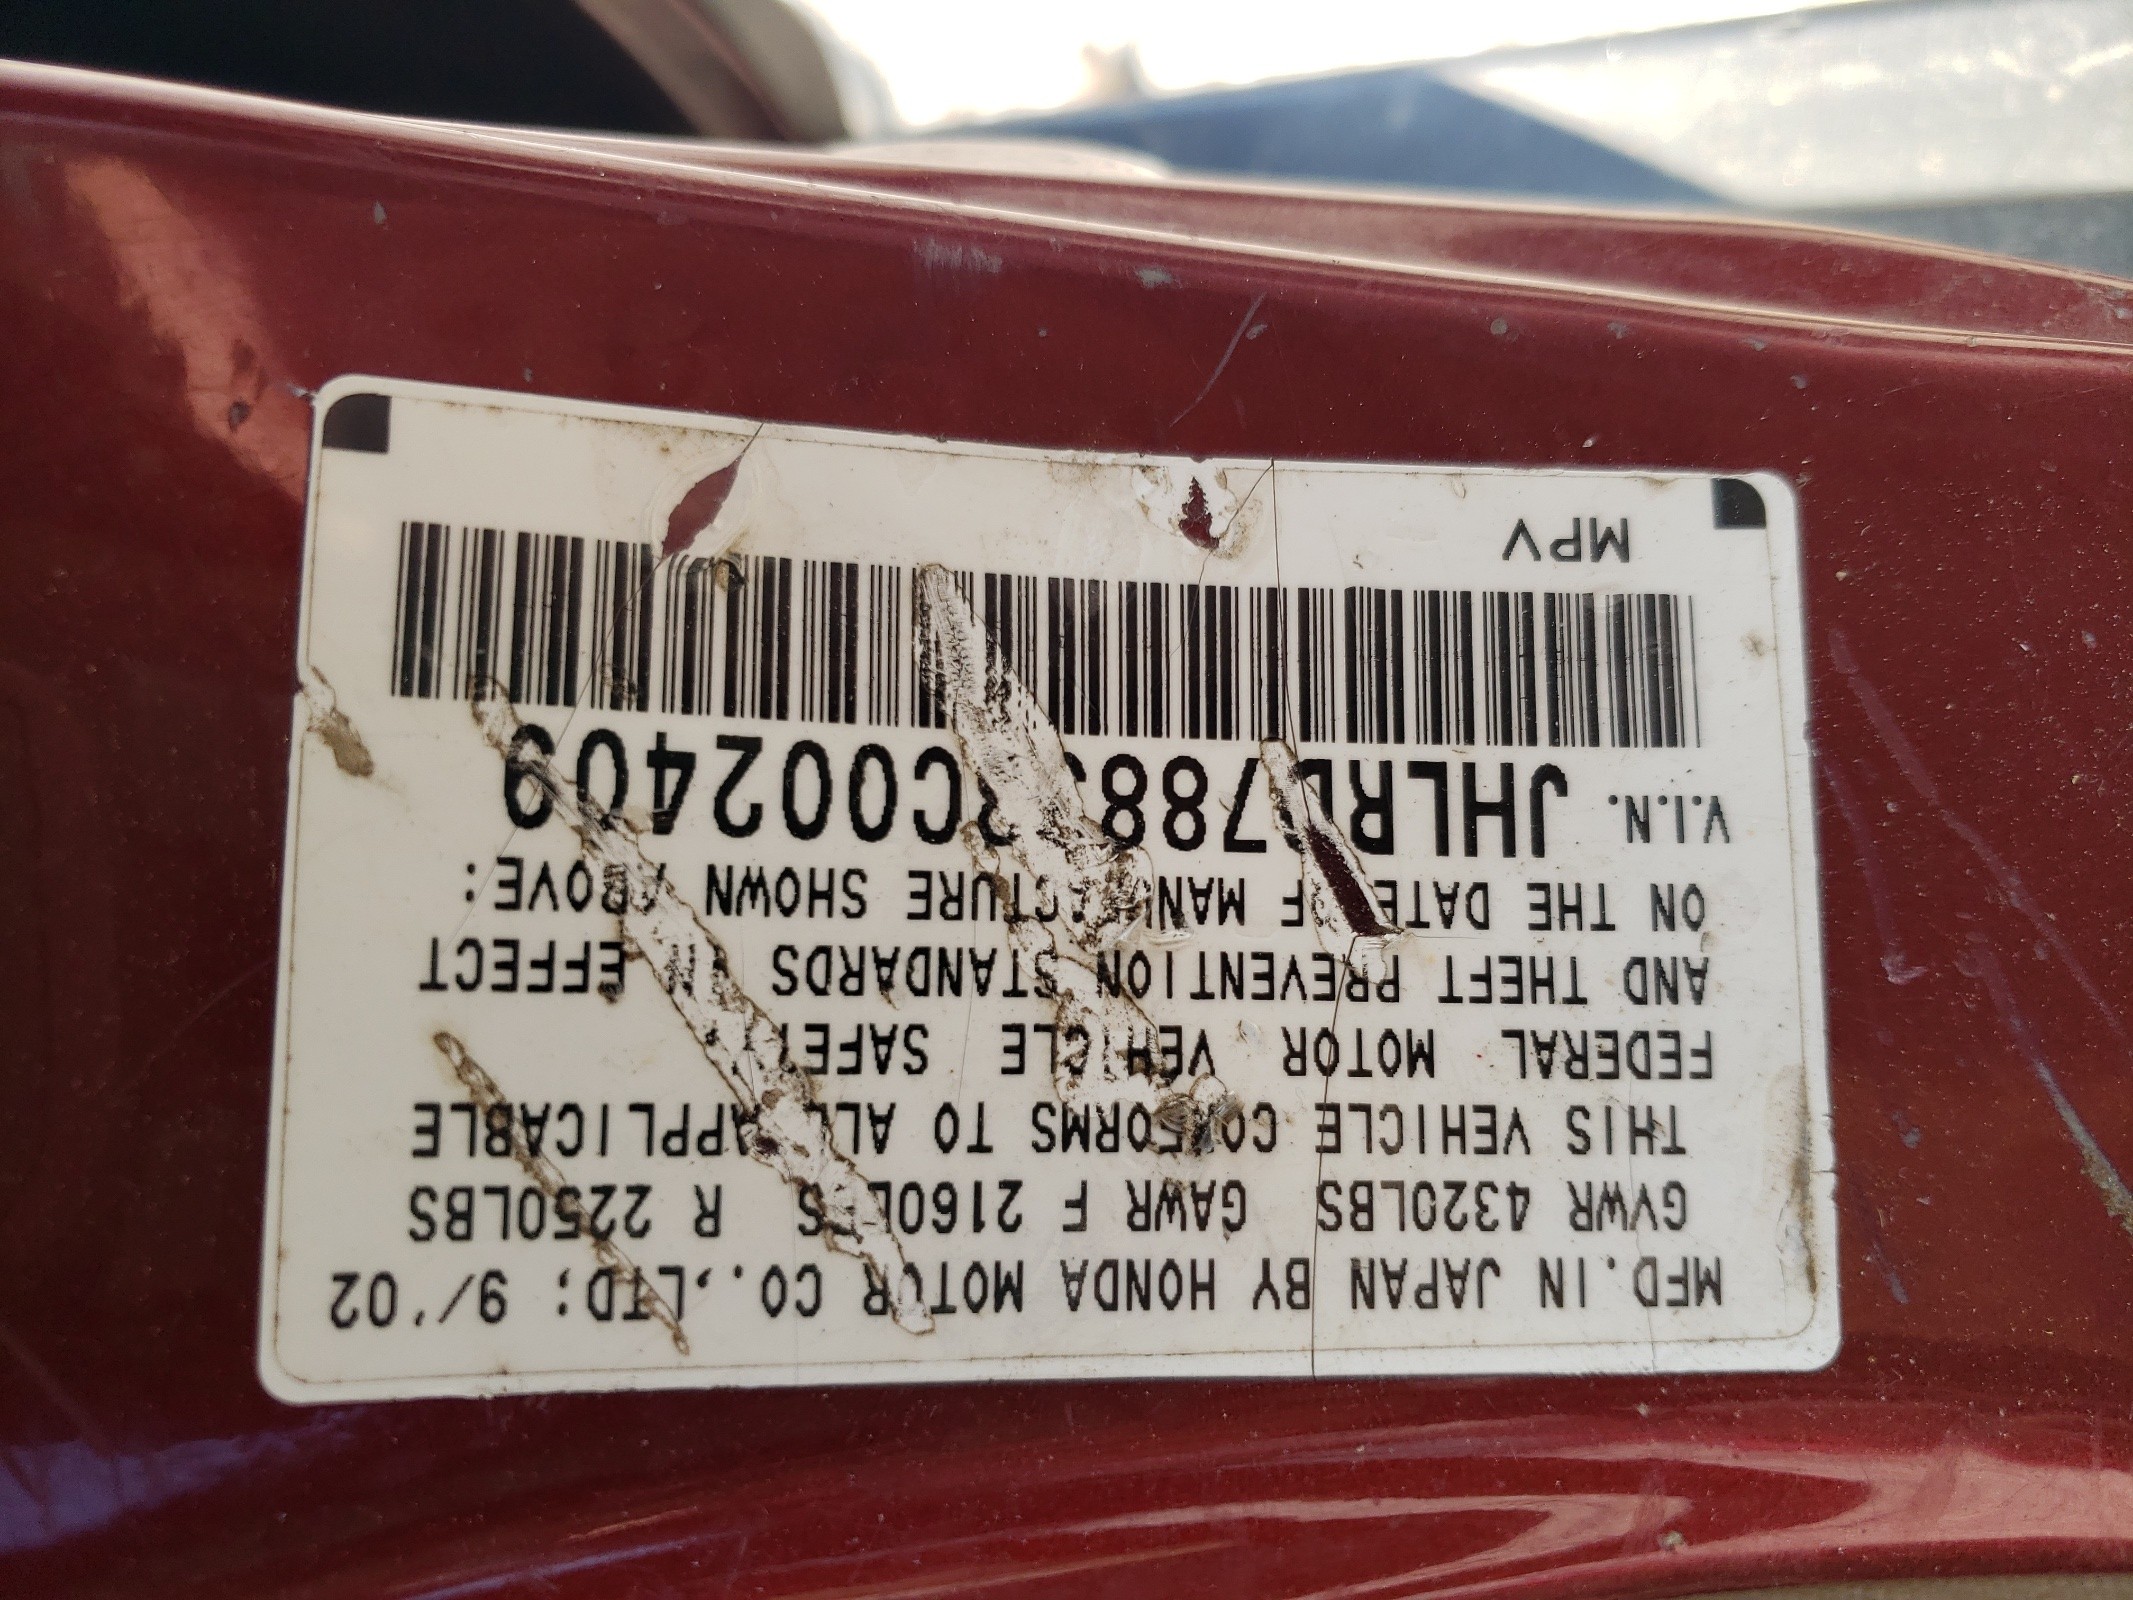 MFD. IN JAPAN BY HONDA MOTOR CO.,LTD; 9/'02
GVWR 4320LBS GAWR F 2160LBS R 2250LBS
THIS VEHICLE CONFORMS TO ALL APPLICABLE
FEDERAL MOTOR VEHICLE SAFETY
AND THEFT PREVENTION STANDARDS IN EFFECT
ON THE DATE OF MANUFACTURE SHOWN ABOVE:
V.I.N.
MPV